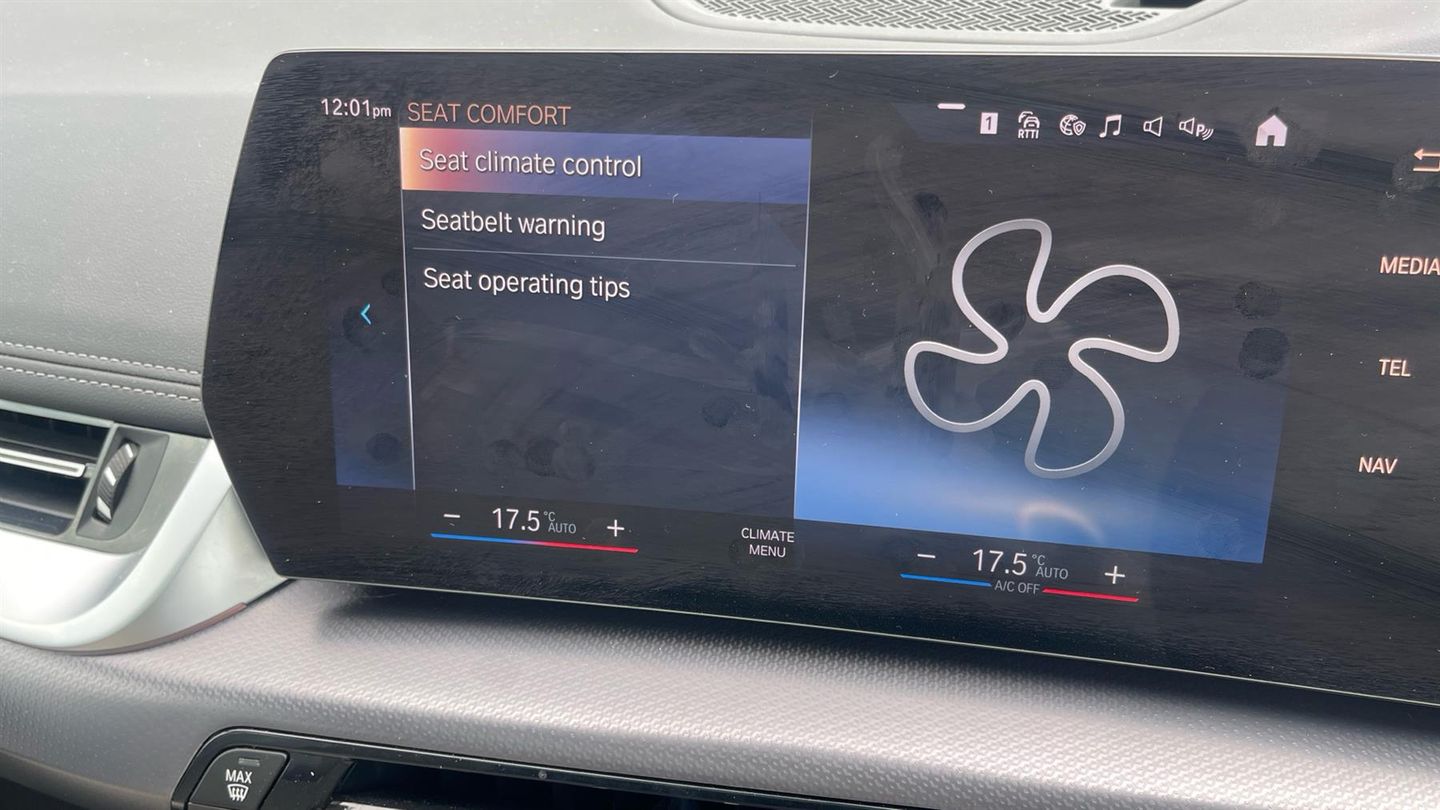 12:01pm
SEAT COMFORT
1
RTTI
P
Seat climate control
Seatbelt warning
Seat operating tips
MEDIA
TEL
NAV
− 17.5 °C AUTO +
CLIMATE
MENU
− 17.5 °C AUTO +
A/C OFF
MAX